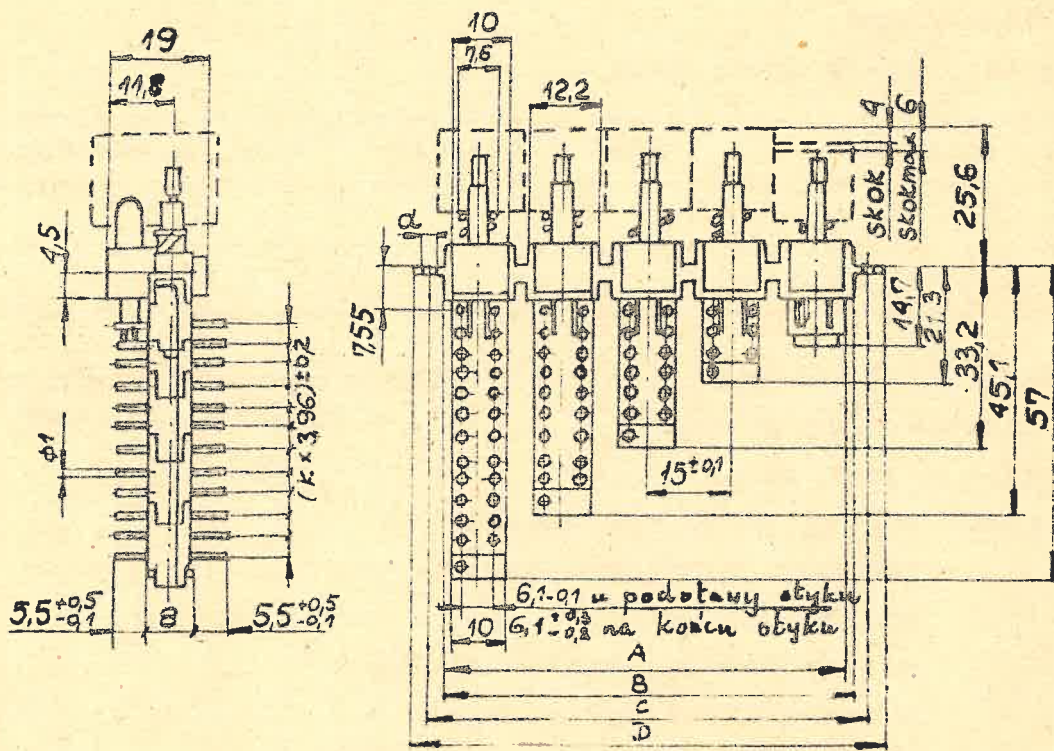 19
11,8
4,5
ϕ1
(K × 3,96) ± 0,2
5,5 +0,5 -0,1
8
5,5 +0,5 -0,1
10
7,6
12,2
d
7,55
SKOK 4
SKOKmax 6
25,6
14,7
21,3
33,2
45,1
57
15±0,1
6,1-0,1 u podstawy styku
6,1 +0,3 -0,2 na końcu styku
10
A
B
C
D